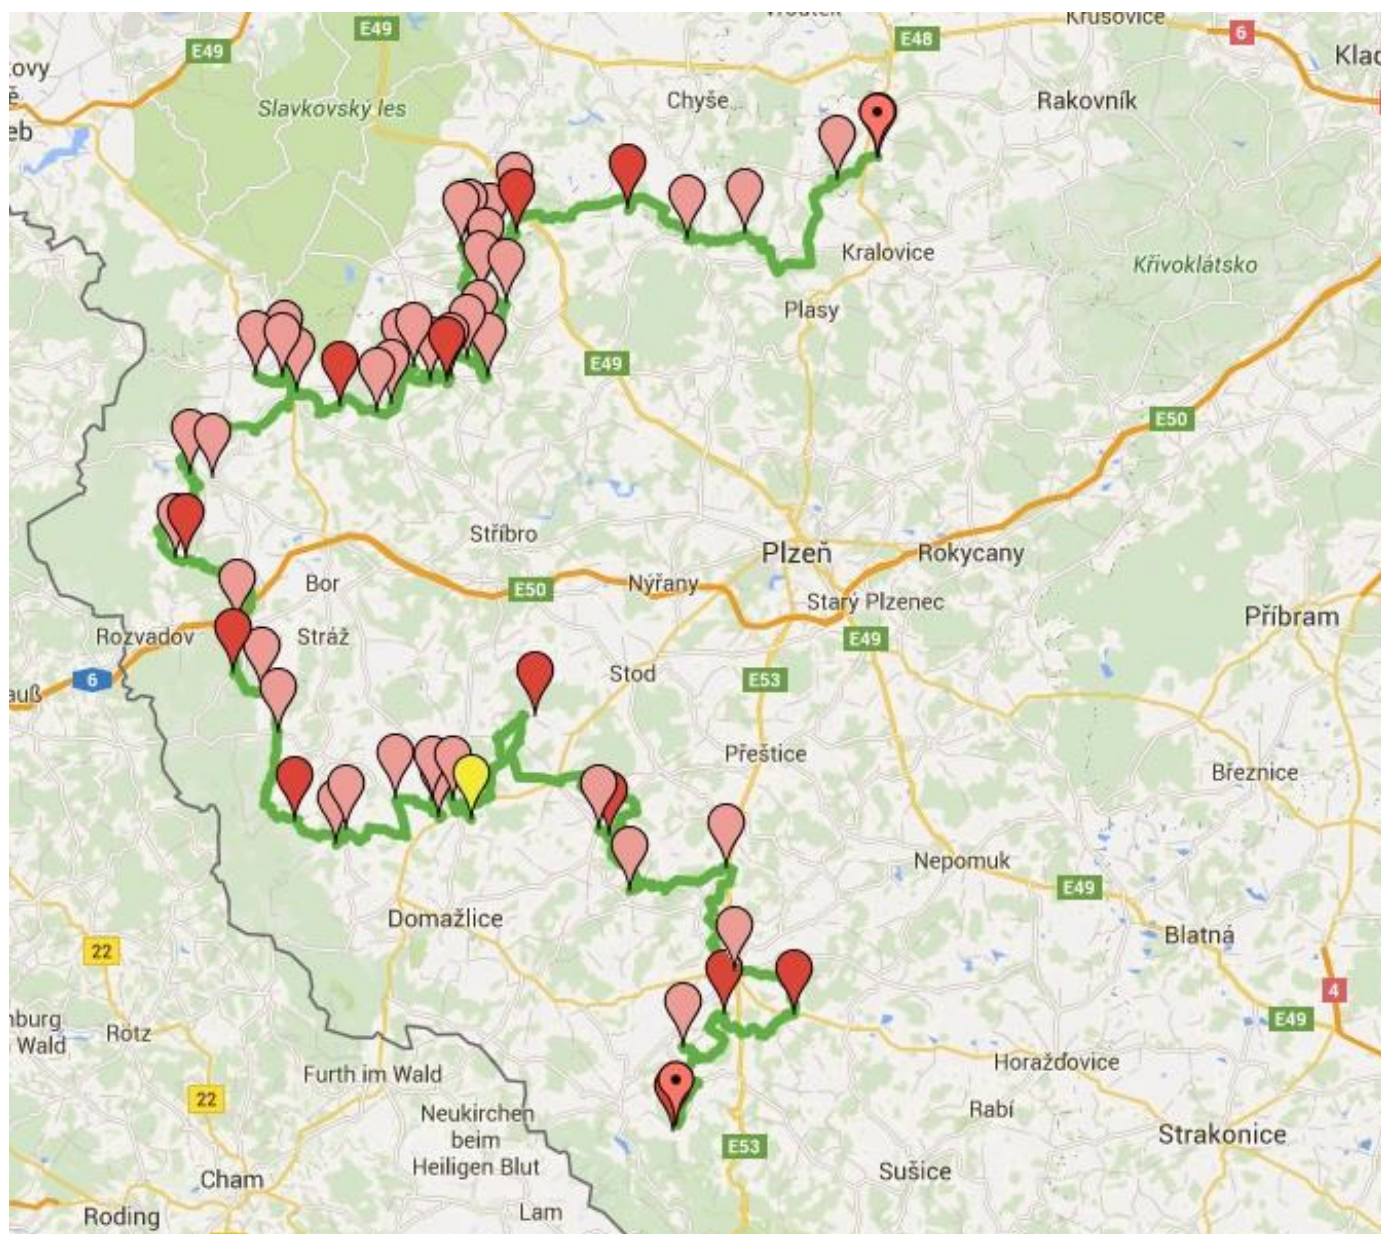 Krušovice
E49
E48
6
E49
ovy
Klad
Slavkovský les
Chyše
Rakovník
eb
Kralovice
Křivoklátsko
Plasy
E49
E50
Stříbro
Plzeň
Rokycany
Bor
E50
Nýřany
Starý Plzenec
Příbram
Rozvadov
Stráž
E49
6
Stod
E53
auß
Přeštice
Březnice
Nepomuk
E49
Domažlice
Blatná
22
4
nburg
Wald
Rötz
E49
Horažďovice
Furth im Wald
22
Neukirchen
beim
Heiligen Blut
Rabí
Strakonice
E53
Cham
Sušice
Lam
Roding